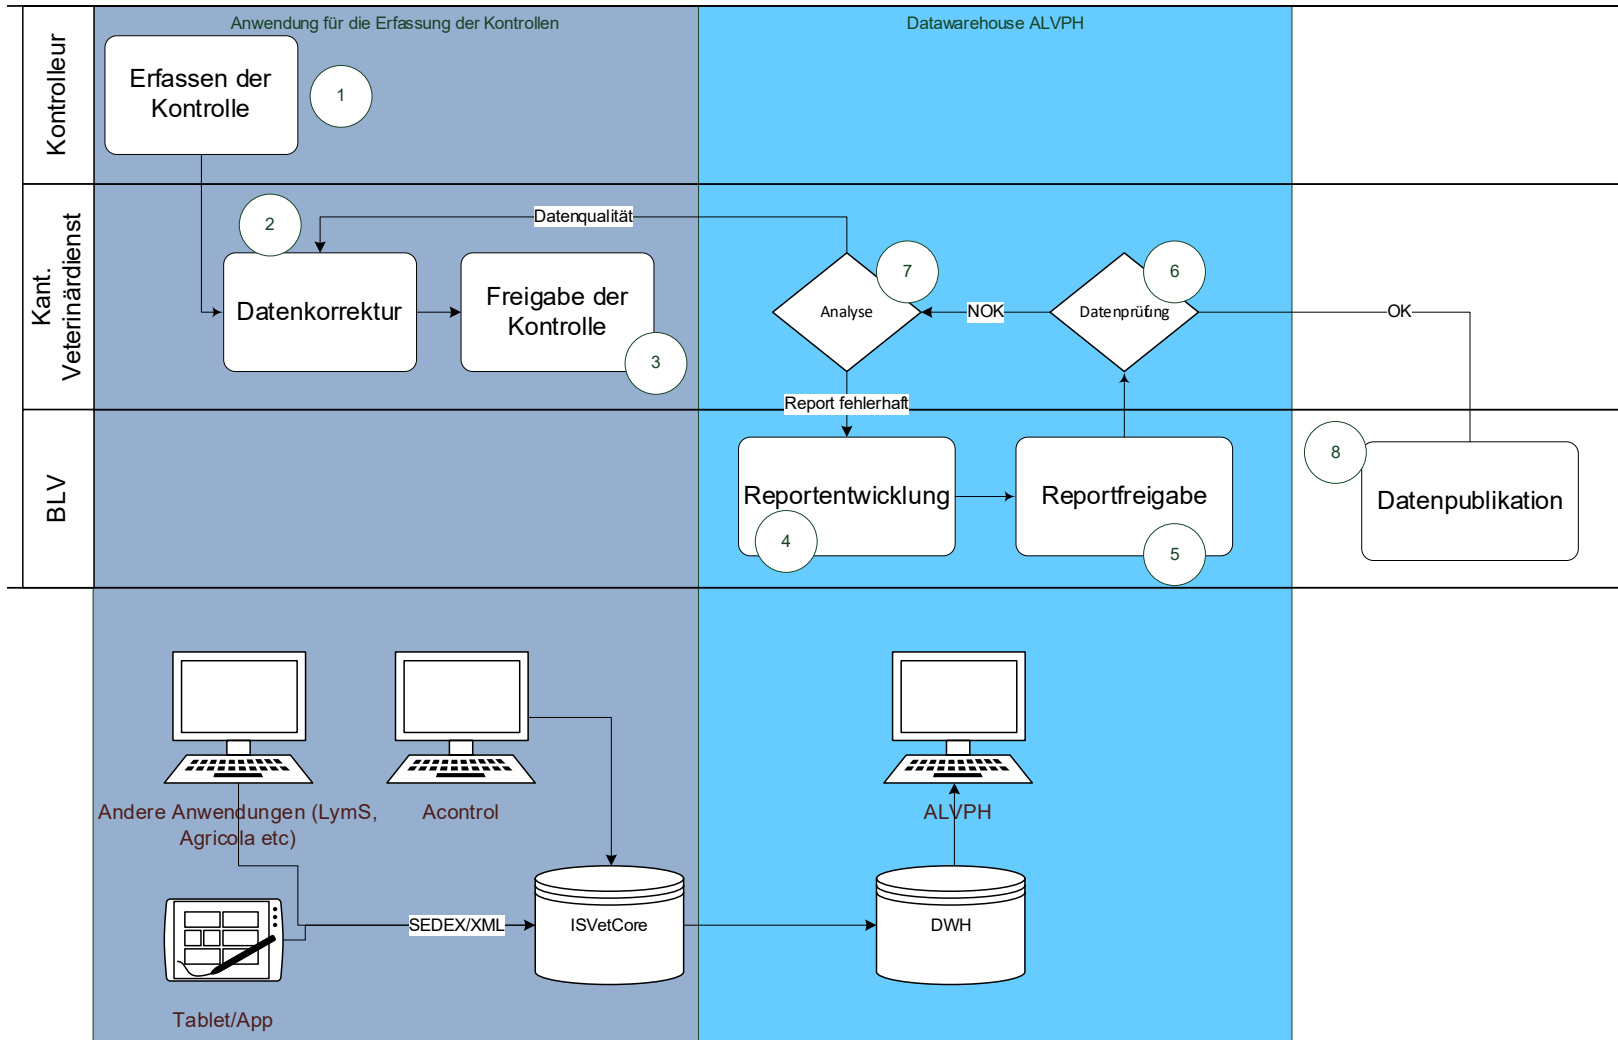 Anwendung für die Erfassung der Kontrollen
Datawarehouse ALVPH
Kontrolleur
Erfassen der
Kontrolle
1
Kant.
Veterinärdienst
2
Datenqualität
Datenkorrektur
Freigabe der
Kontrolle
3
7
Analyse
NOK
6
Datenprüfung
OK
Report fehlerhaft
BLV
Reportentwicklung
4
Reportfreigabe
5
8
Datenpublikation
Andere Anwendungen (LymS,
Agricola etc)
Acontrol
ALVPH
SEDEX/XML
ISVetCore
DWH
Tablet/App